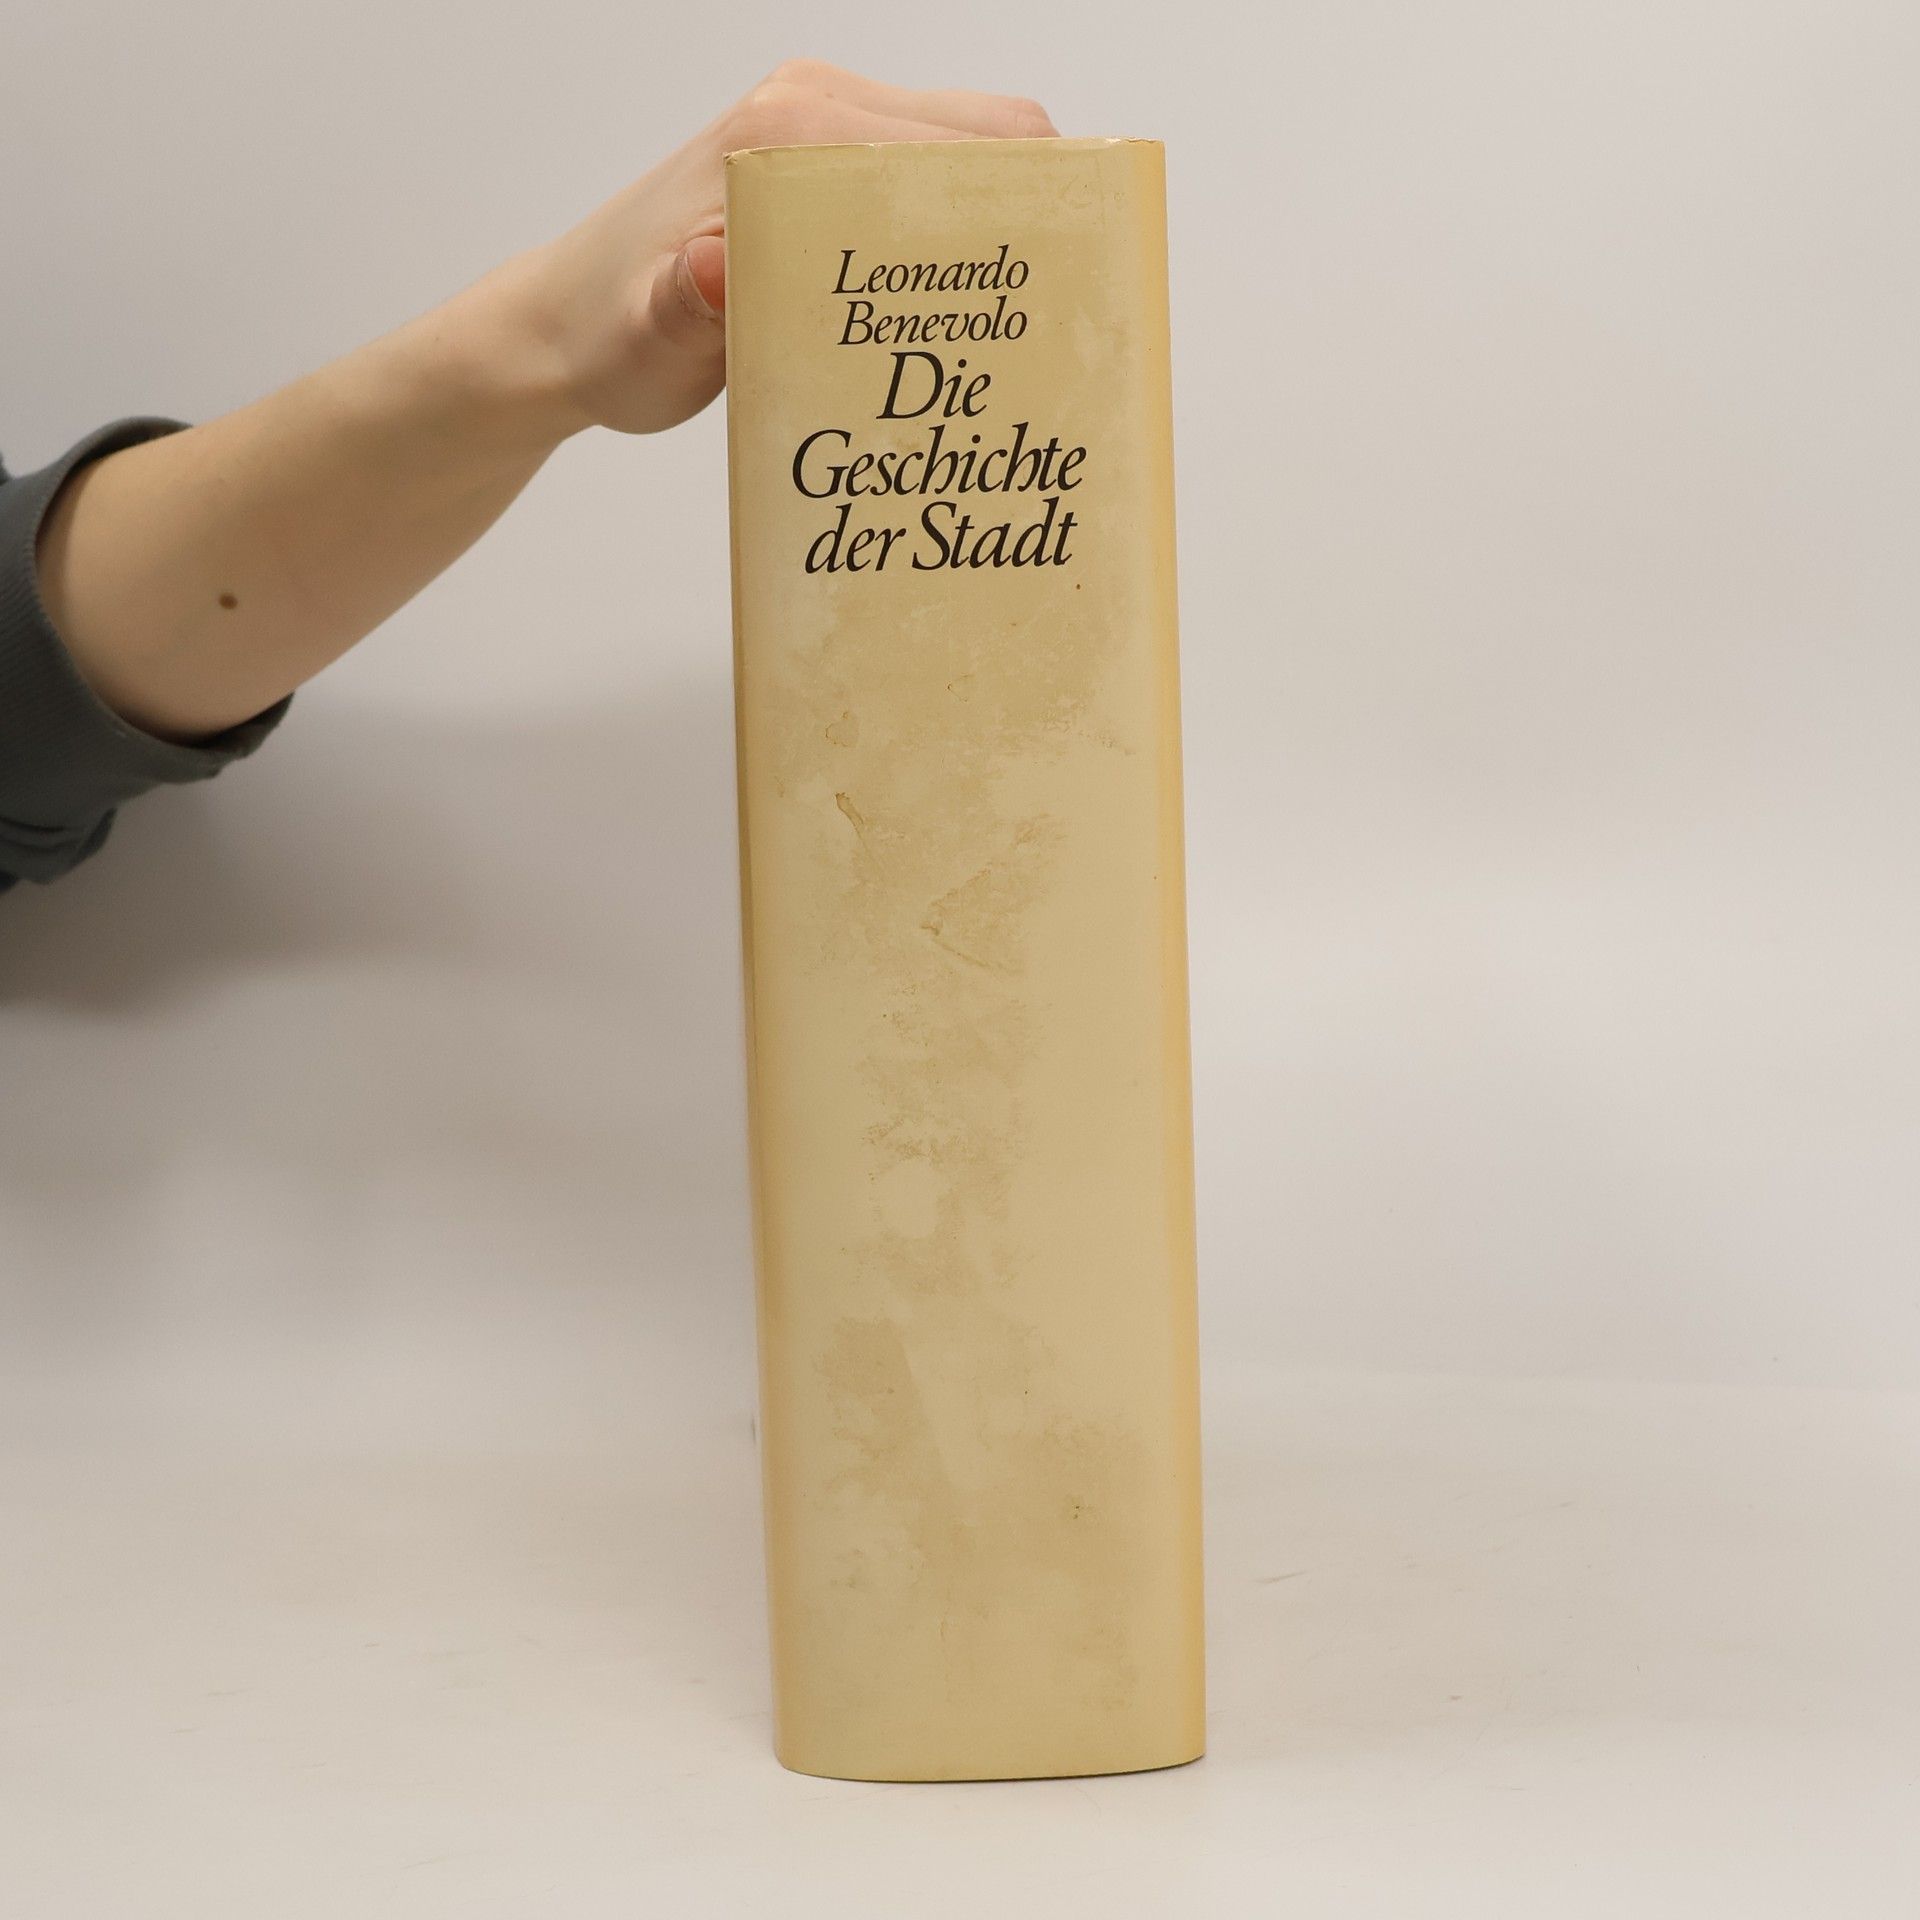 Leonardo
Benevolo
Die
Geschichte
der Stadt